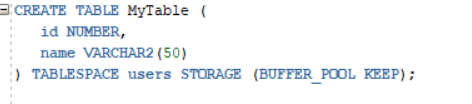 CREATE TABLE MyTable (
id NUMBER,
name VARCHAR2(50)
) TABLESPACE users STORAGE (BUFFER_POOL KEEP);